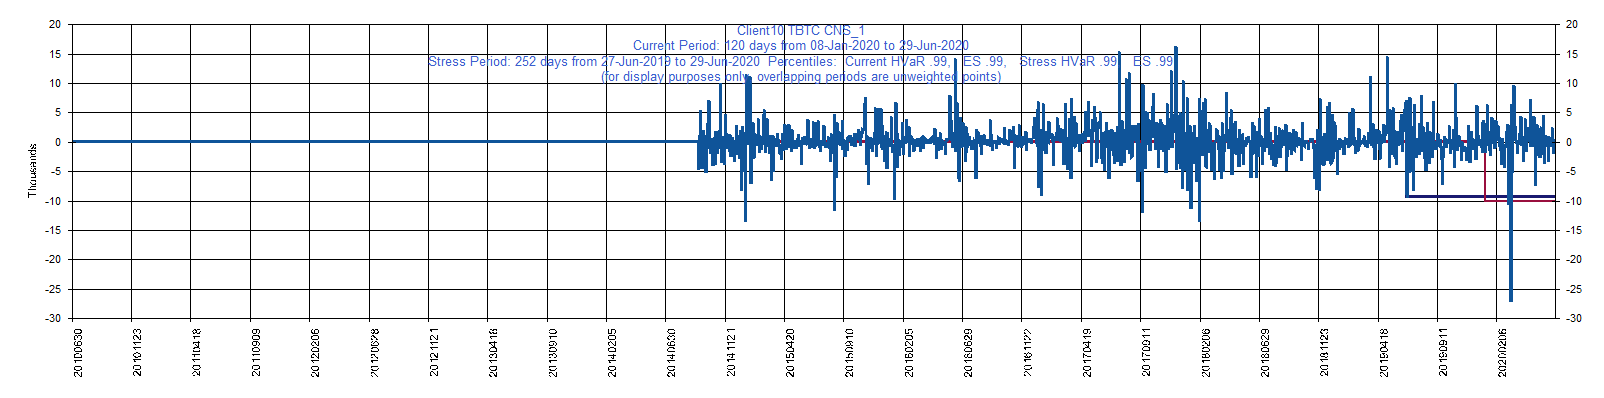 Client10 TBTC CNS_1
Current Period: 120 days from 08-Jan-2020 to 29-Jun-2020
Stress Period: 252 days from 27-Jun-2019 to 29-Jun-2020 Percentiles: Current HVaR .99, ES .99, Stress HVaR .99, ES .99
(for display purposes only, overlapping periods are unweighted points)
20 20
15 15
10 10
5 5
0 0
-5 -5
-10 -10
-15 -15
-20 -20
-25 -25
-30 -30
Thousands
20100630 20101123 20110418 20110909 20120206 20120628 20121121 20130418 20130910 20140205 20140630 20141121 20150420 20150910 20160205 20160629 20161122 20170419 20170911 20180206 20180629 20181123 20190418 20190911 20200206